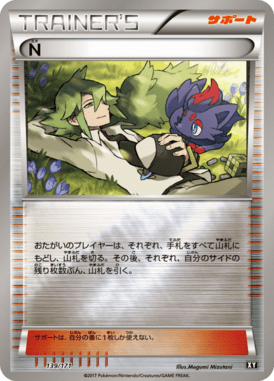 TRAINER'S サポート
N
おたがいのプレイヤーは、それぞれ、手札をすべて山札に
もどし、山札を切る。その後、それぞれ、自分のサイドの
残り枚数ぶん、山札を引く。
サポートは、自分の番に1枚しか使えない。
139/171 XY
Illus. Megumi Mizutani
©2017 Pokémon/Nintendo/Creatures/GAME FREAK.